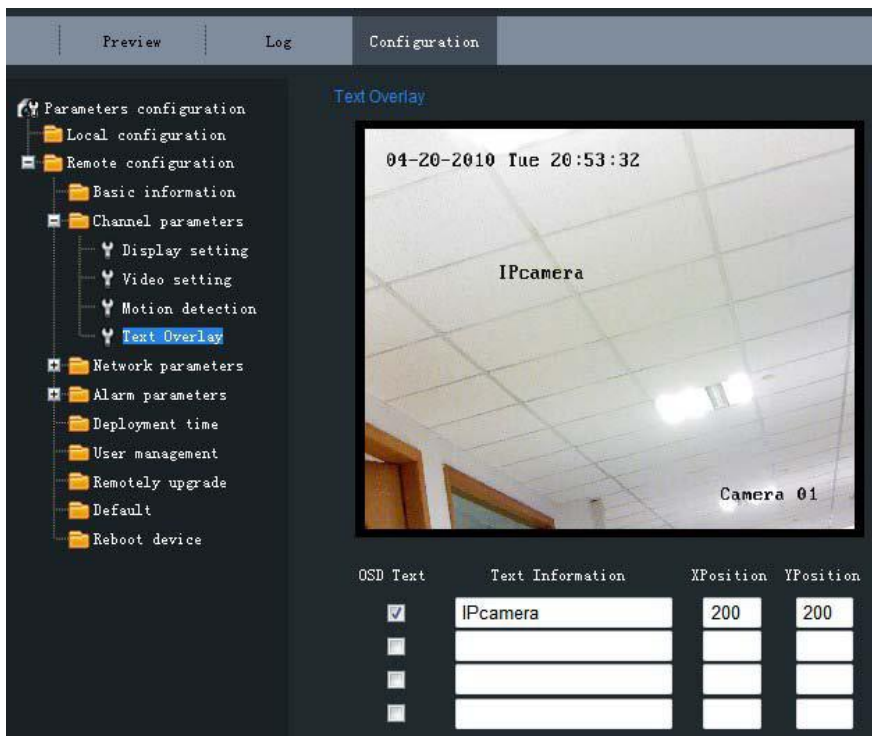 Preview Log Configuration
Parameters configuration
Local configuration
Remote configuration
Basic information
Channel parameters
Display setting
Video setting
Motion detection
Text Overlay
Network parameters
Alarm parameters
Deployment time
User management
Remotely upgrade
Default
Reboot device
Text Overlay
04-20-2010 Tue 20:53:32
IPcamera
Camera 01
OSD Text Text Information XPosition YPosition
IPcamera 200 200